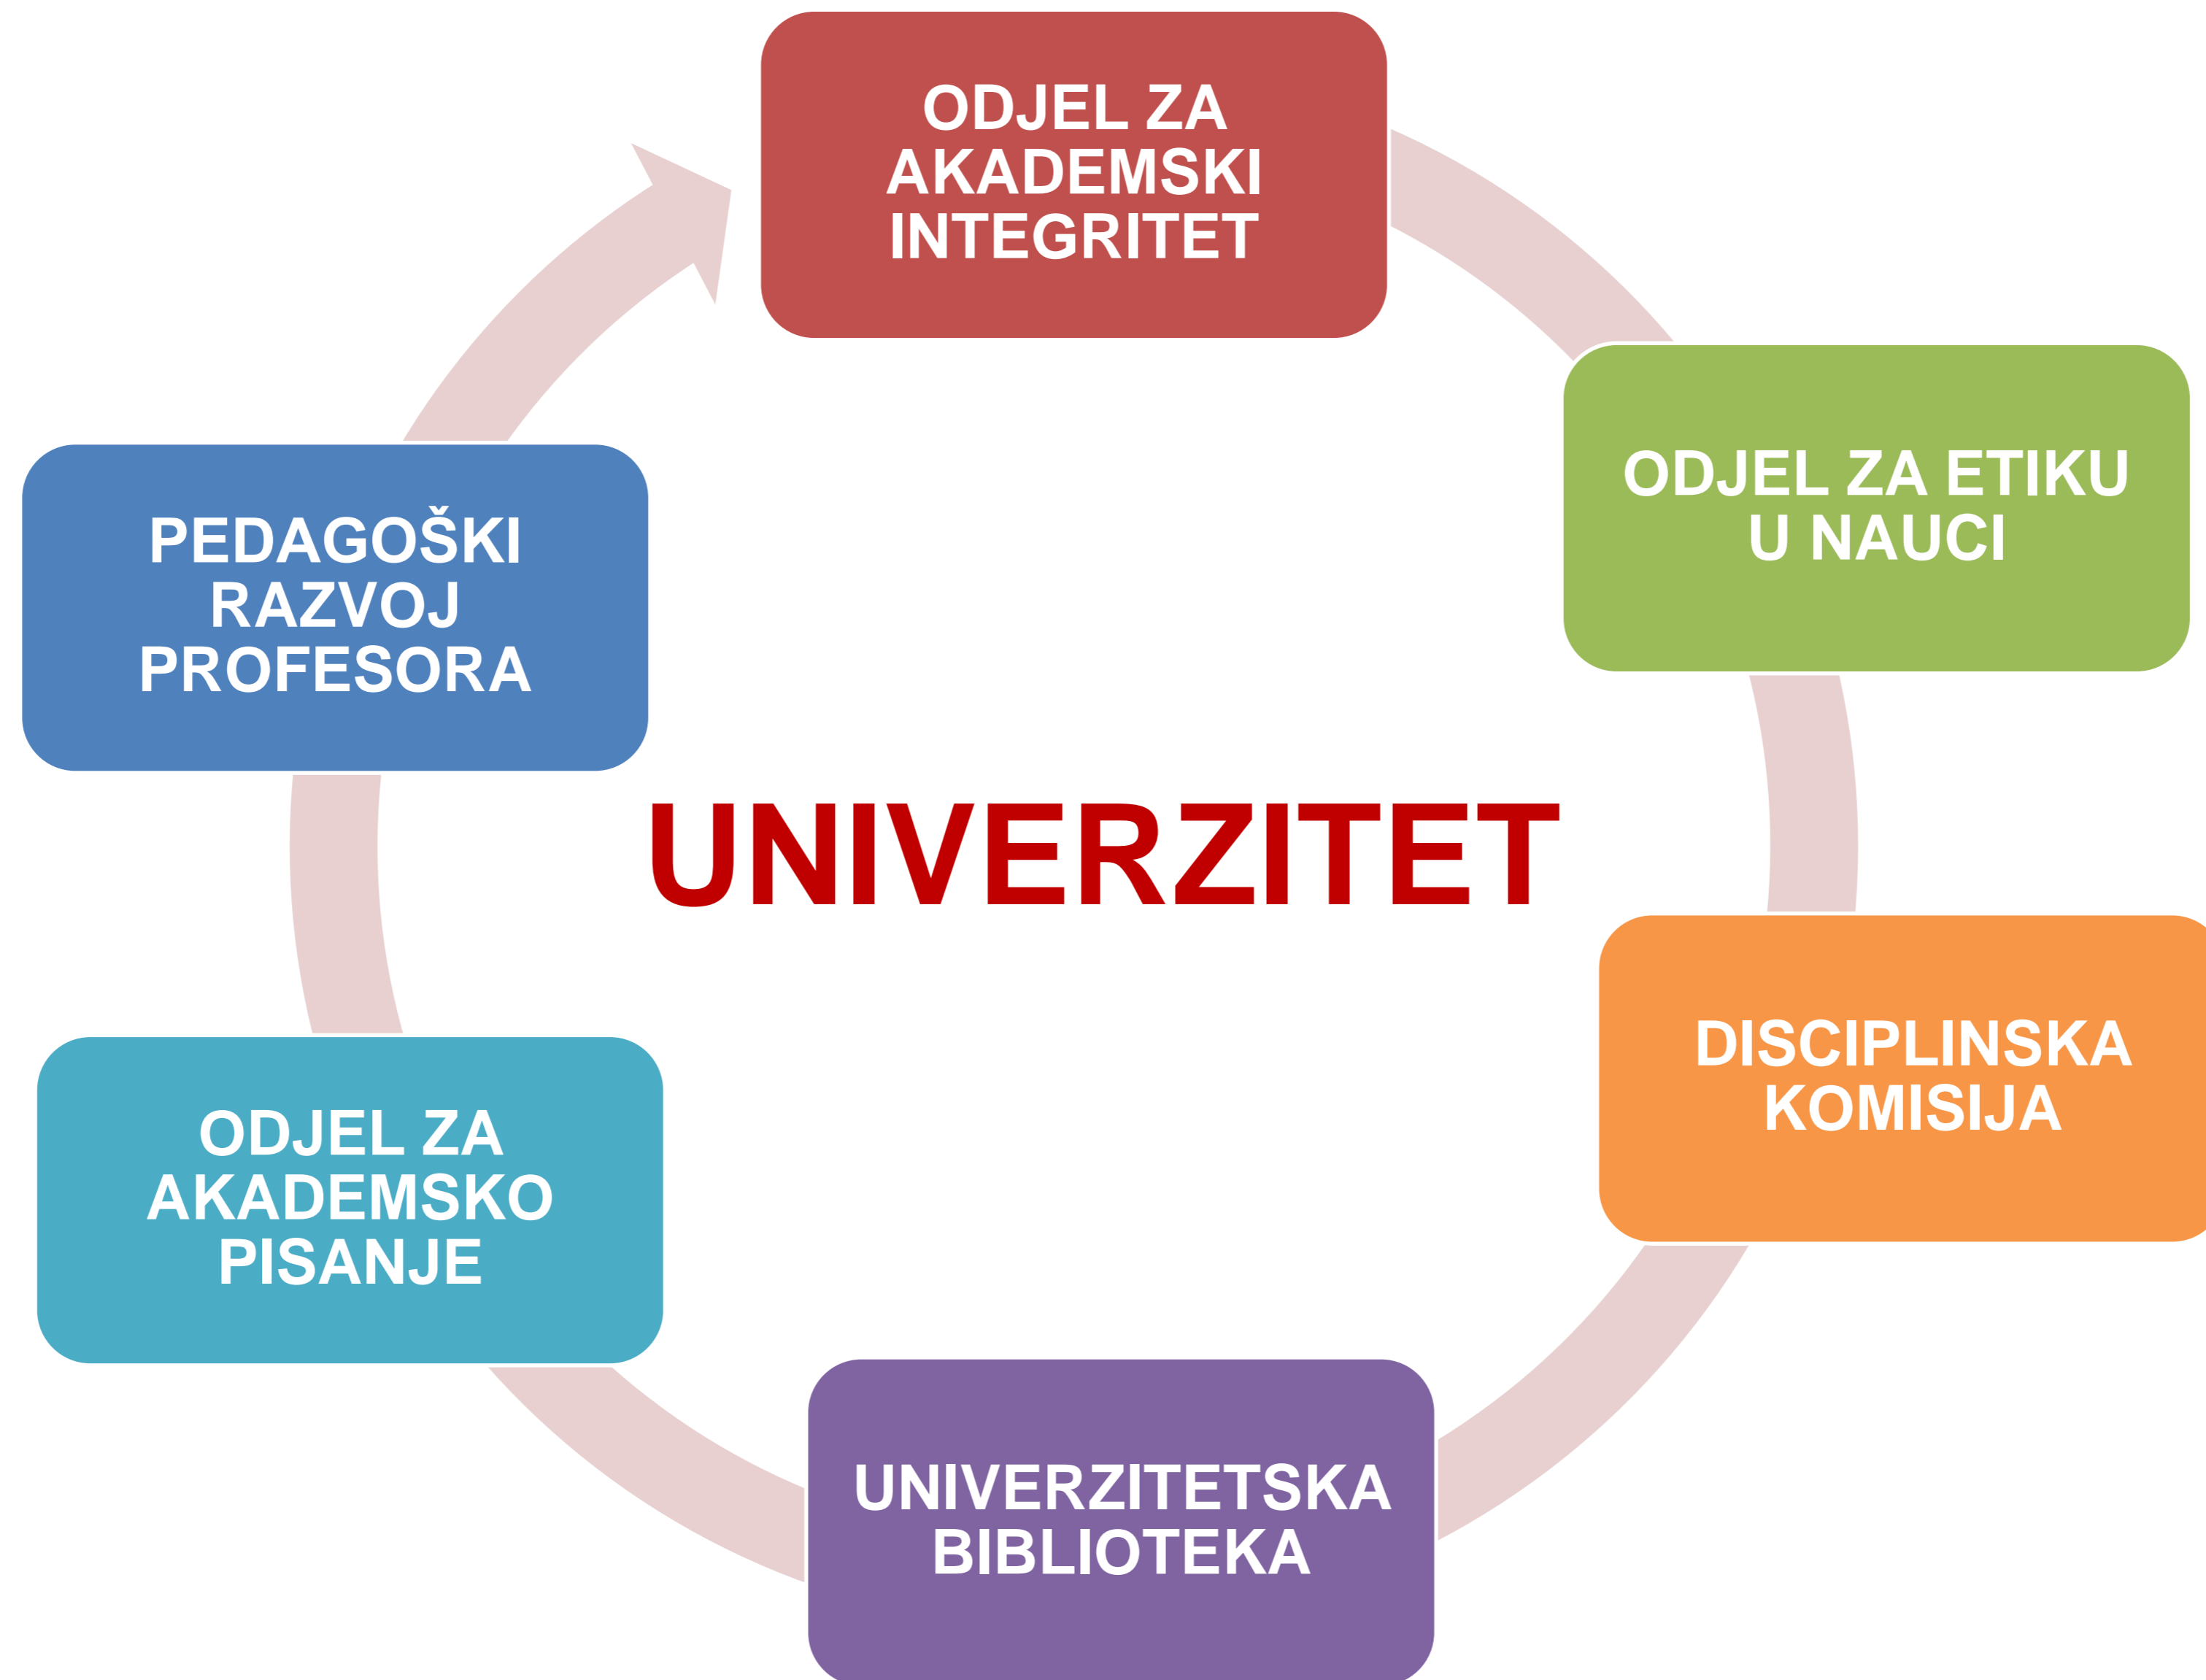 ODJEL ZA
AKADEMSKI
INTEGRITET
ODJEL ZA ETIKU
U NAUCI
PEDAGOŠKI
RAZVOJ
PROFESORA
UNIVERZITET
DISCIPLINSKA
KOMISIJA
ODJEL ZA
AKADEMSKO
PISANJE
UNIVERZITETSKA
BIBLIOTEKA